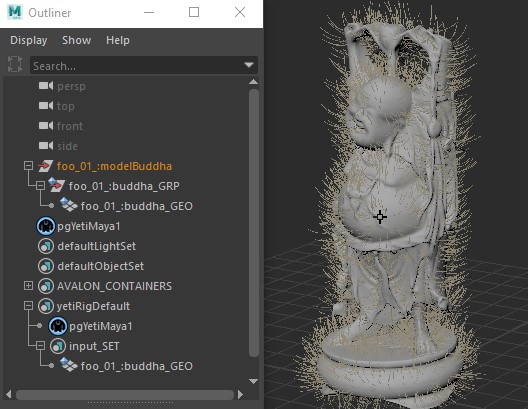 Outliner
Display Show Help
Search...
persp
top
front
side
foo_01_:modelBuddha
foo_01_:buddha_GRP
foo_01_:buddha_GEO
pgYetiMaya1
defaultLightSet
defaultObjectSet
AVALON_CONTAINERS
yetiRigDefault
pgYetiMaya1
input_SET
foo_01_:buddha_GEO